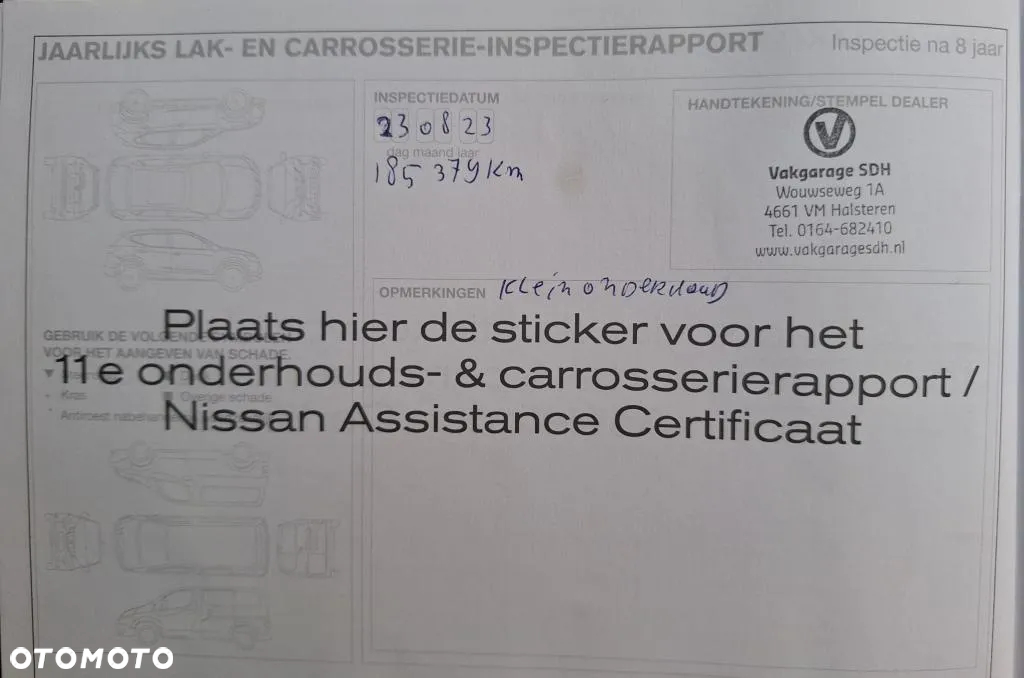 JAARLIJKS LAK- EN CARROSSERIE-INSPECTIERAPPORT
Inspectie na 8 jaar
INSPECTIEDATUM
23 08 23
dag maand jaar
185 379 km
HANDTEKENING/STEMPEL DEALER
V
Vakgarage SDH
Wouwseweg 1A
4661 VM Halsteren
Tel. 0164-682410
www.vakgaragesdh.nl
OPMERKINGEN Klein onderhoud
GEBRUIK DE VOLGENDE
VOOR HET AANGEVEN VAN SCHADE.
Kras
Overige schade
Antiroest
Plaats hier de sticker voor het
11e onderhouds- & carrosserierapport /
Nissan Assistance Certificaat
OTOMOTO